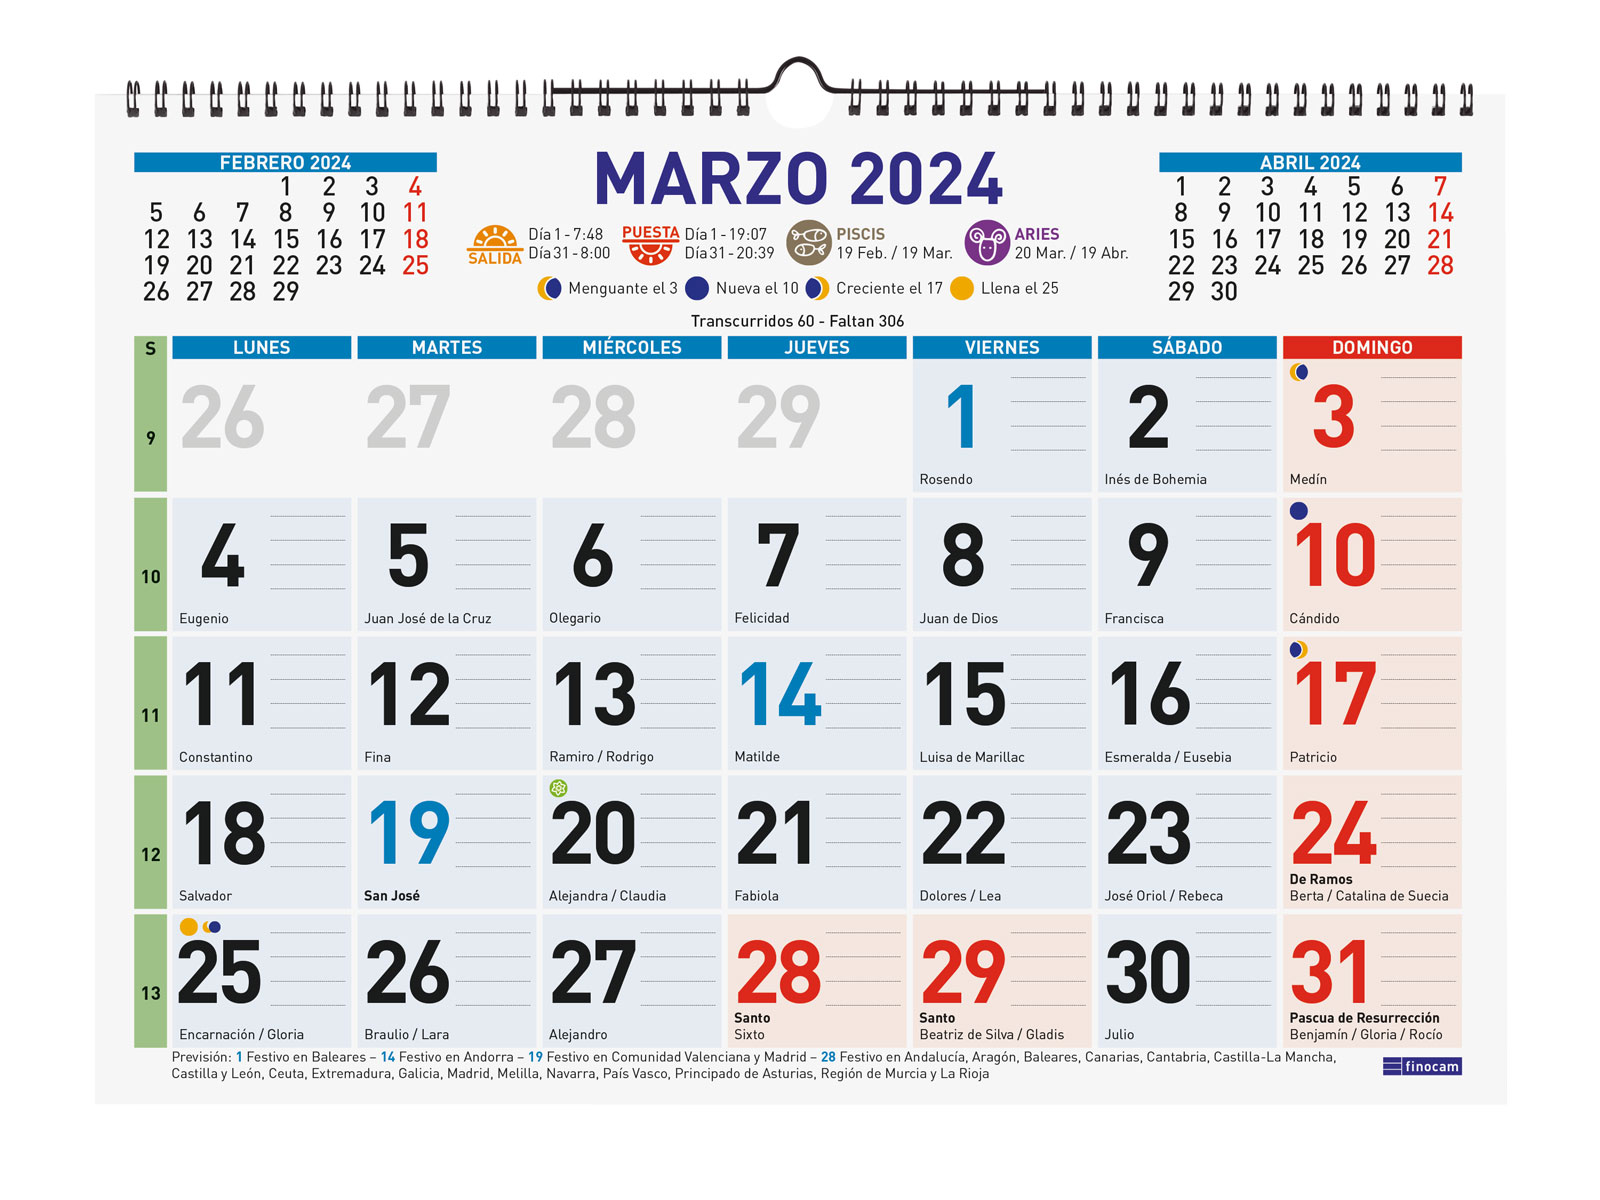 MARZO 2024
FEBRERO 2024
1 2 3 4
5 6 7 8 9 10 11
12 13 14 15 16 17 18
19 20 21 22 23 24 25
26 27 28 29
SALIDA
Día 1 - 7:48
Día 31 - 8:00
PUESTA
Día 1 - 19:07
Día 31 - 20:39
PISCIS
19 Feb. / 19 Mar.
ARIES
20 Mar. / 19 Abr.
Menguante el 3 Nueva el 10 Creciente el 17 Llena el 25
Transcurridos 60 - Faltan 306
ABRIL 2024
1 2 3 4 5 6 7
8 9 10 11 12 13 14
15 16 17 18 19 20 21
22 23 24 25 26 27 28
29 30
S LUNES MARTES MIÉRCOLES JUEVES VIERNES SÁBADO DOMINGO
9 26 27 28 29 1 2 3
Rosendo Inés de Bohemia Medín
10 4 5 6 7 8 9 10
Eugenio Juan José de la Cruz Olegario Felicidad Juan de Dios Francisca Cándido
11 11 12 13 14 15 16 17
Constantino Fina Ramiro / Rodrigo Matilde Luisa de Marillac Esmeralda / Eusebia Patricio
12 18 19 20 21 22 23 24
De Ramos
Salvador San José Alejandra / Claudia Fabiola Dolores / Lea José Oriol / Rebeca Berta / Catalina de Suecia
13 25 26 27 28 29 30 31
Santo Santo Pascua de Resurrección
Encarnación / Gloria Braulio / Lara Alejandro Sixto Beatriz de Silva / Gladis Julio Benjamín / Gloria / Rocío
Previsión: 1 Festivo en Baleares – 14 Festivo en Andorra – 19 Festivo en Comunidad Valenciana y Madrid – 28 Festivo en Andalucía, Aragón, Baleares, Canarias, Cantabria, Castilla-La Mancha,
Castilla y León, Ceuta, Extremadura, Galicia, Madrid, Melilla, Navarra, País Vasco, Principado de Asturias, Región de Murcia y La Rioja
finocam